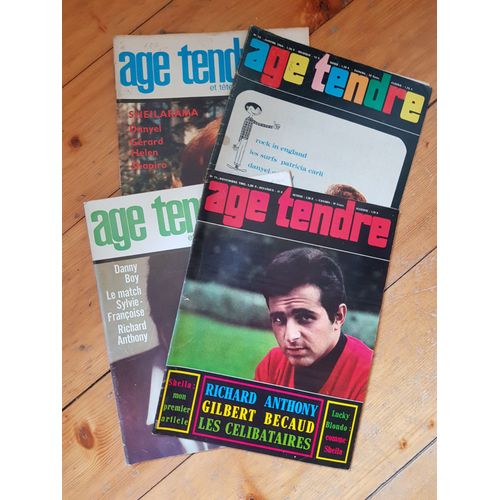 age tendre
et tête
SHEILARAMA
Danyel
Gérard
Helen
Shapiro
age tendre
rock in england
les surfs patricia carli
danyel
age tend
et
Danny
Boy
Le match
Sylvie-
Françoise
Richard
Anthony
age tendre
Sheila:
mon
premier
article
RICHARD ANTHONY
GILBERT BECAUD
LES CELIBATAIRES
Lucky
Blondo:
comme
Sheila